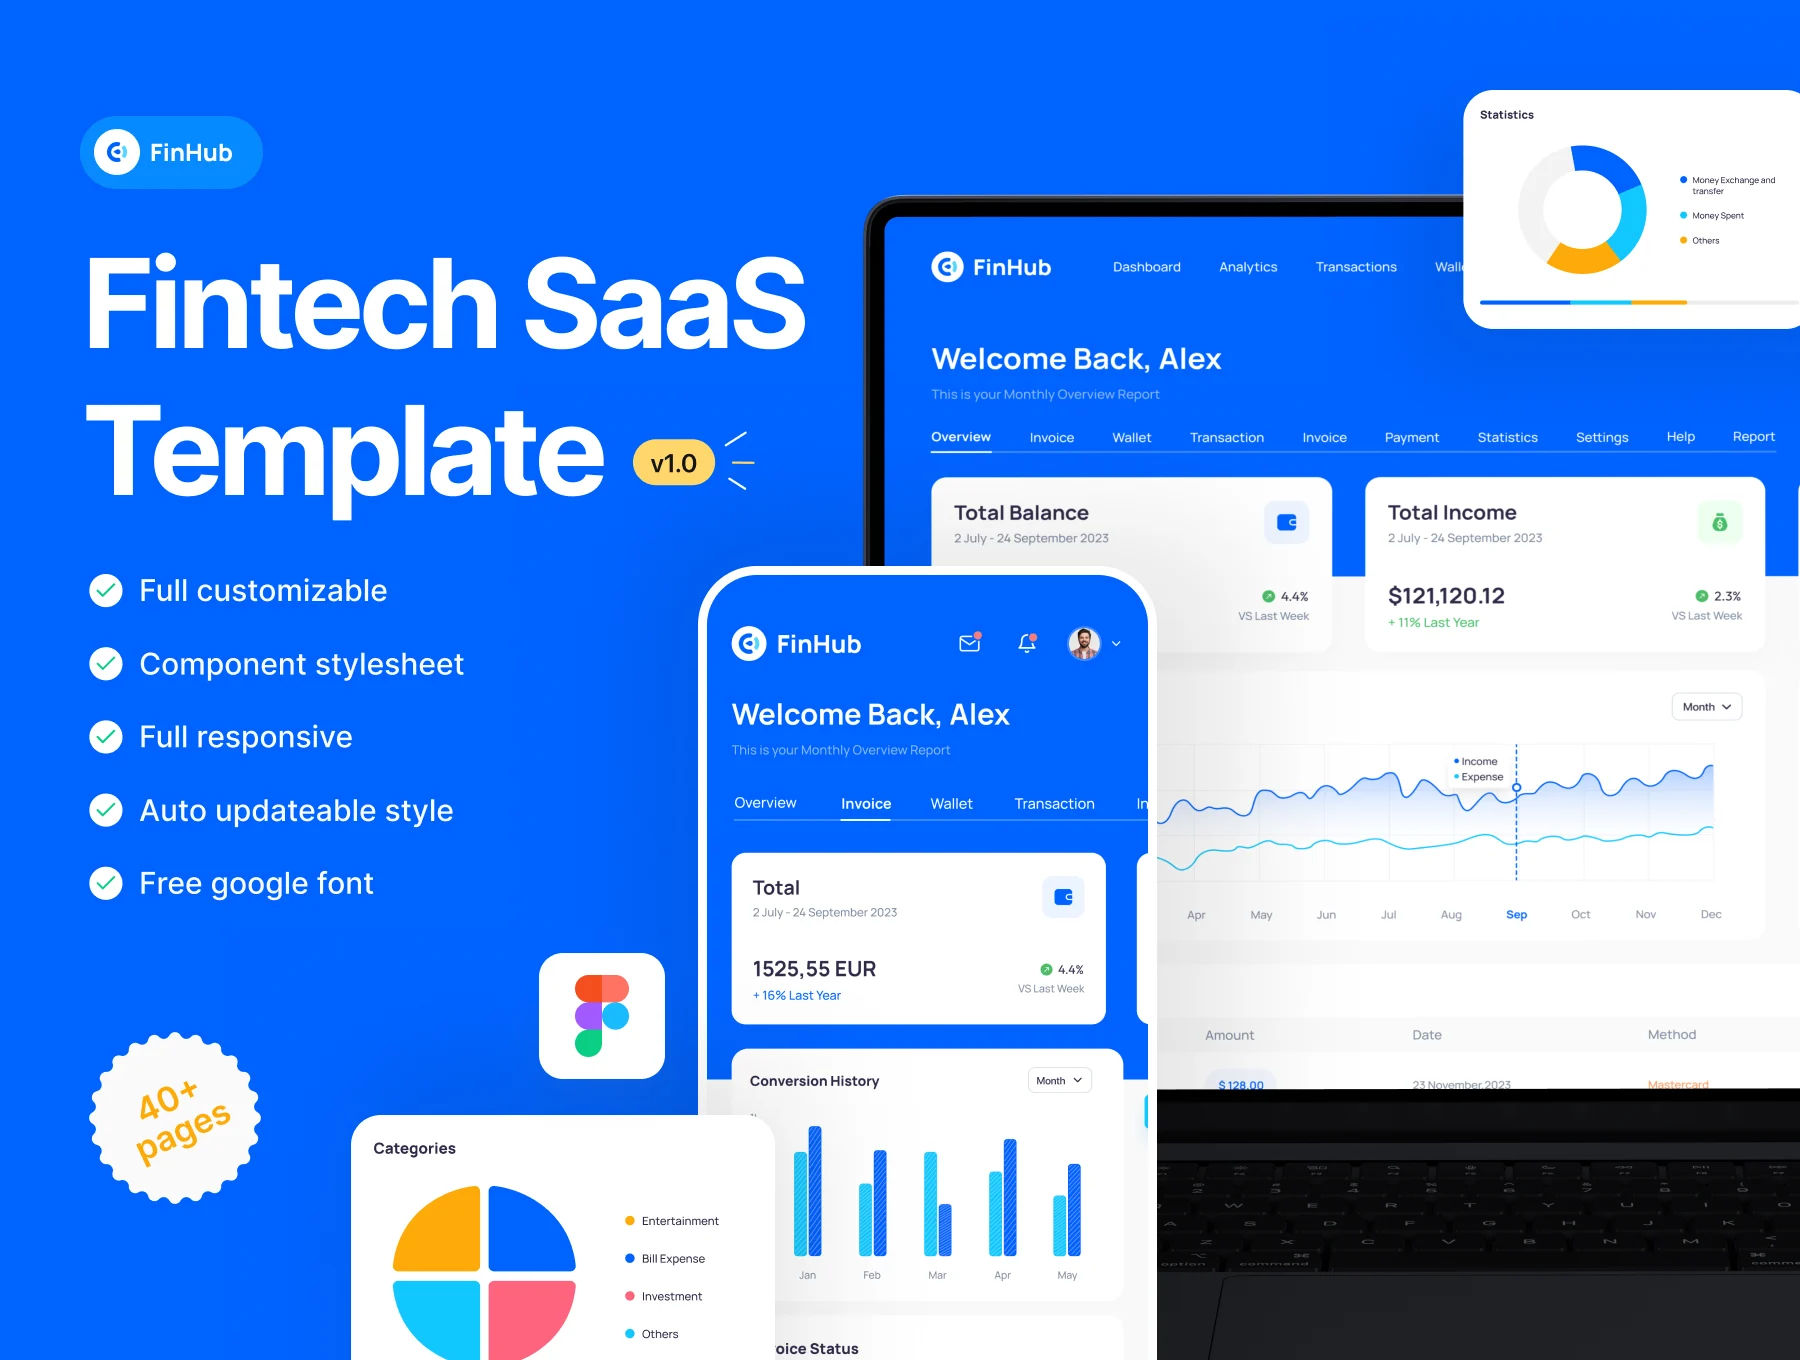 FinHub
Fintech SaaS
Template
v1.0
Full customizable
Component stylesheet
Full responsive
Auto updateable style
Free google font
40+
pages
Statistics
Money Exchange and
transfer
Money Spent
Others
FinHub
Dashboard
Analytics
Transactions
Welcome Back, Alex
This is your Monthly Overview Report
Overview
Invoice
Wallet
Transaction
Invoice
Payment
Statistics
Settings
Help
Report
Total Balance
2 July - 24 September 2023
4.4%
VS Last Week
Total Income
2 July - 24 September 2023
$121,120.12
+ 11% Last Year
2.3%
VS Last Week
Month
Income
Expense
Apr
May
Jun
Jul
Aug
Sep
Oct
Nov
Dec
Amount
Date
Method
$ 128.00
23 November,2023
Mastercard
FinHub
Welcome Back, Alex
This is your Monthly Overview Report
Overview
Invoice
Wallet
Transaction
In
Total
2 July - 24 September 2023
1525,55 EUR
+ 16% Last Year
4.4%
VS Last Week
Conversion History
Month
Jan
Feb
Mar
Apr
May
oice Status
Categories
Entertainment
Bill Expense
Investment
Others
W E R T Y U I O
A S D F G H J K
Z X C V B N M
option
command